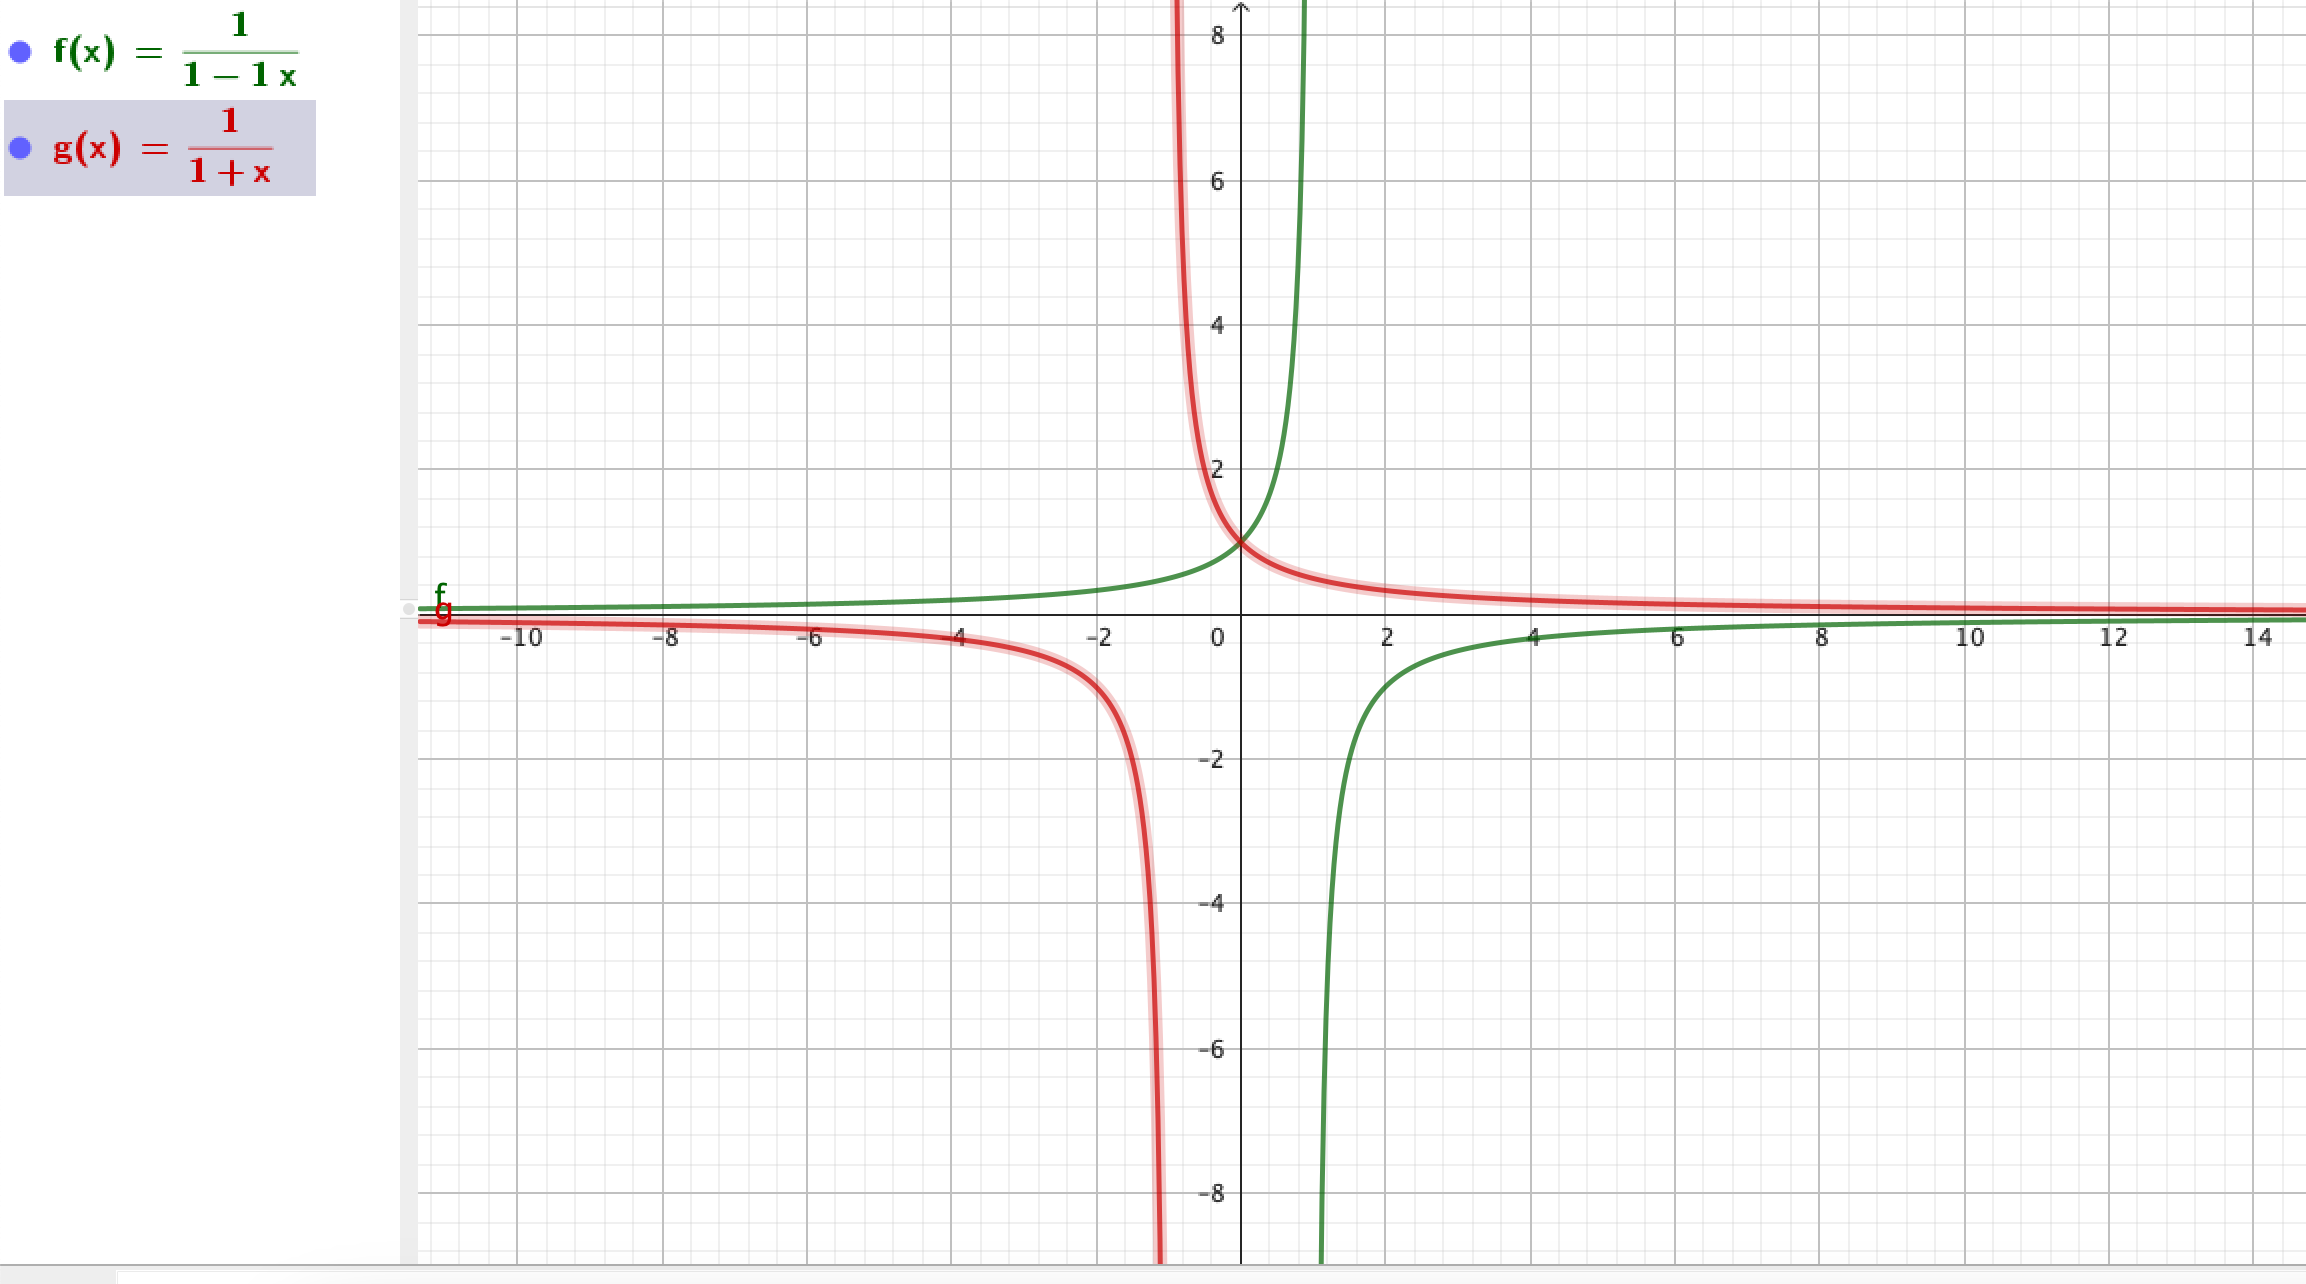 f(x) = 1 / (1 − 1 x)
g(x) = 1 / (1 + x)
8
6
4
2
f
g
-10 -8 -6 -4 -2 0 2 4 6 8 10 12 14
-2
-4
-6
-8